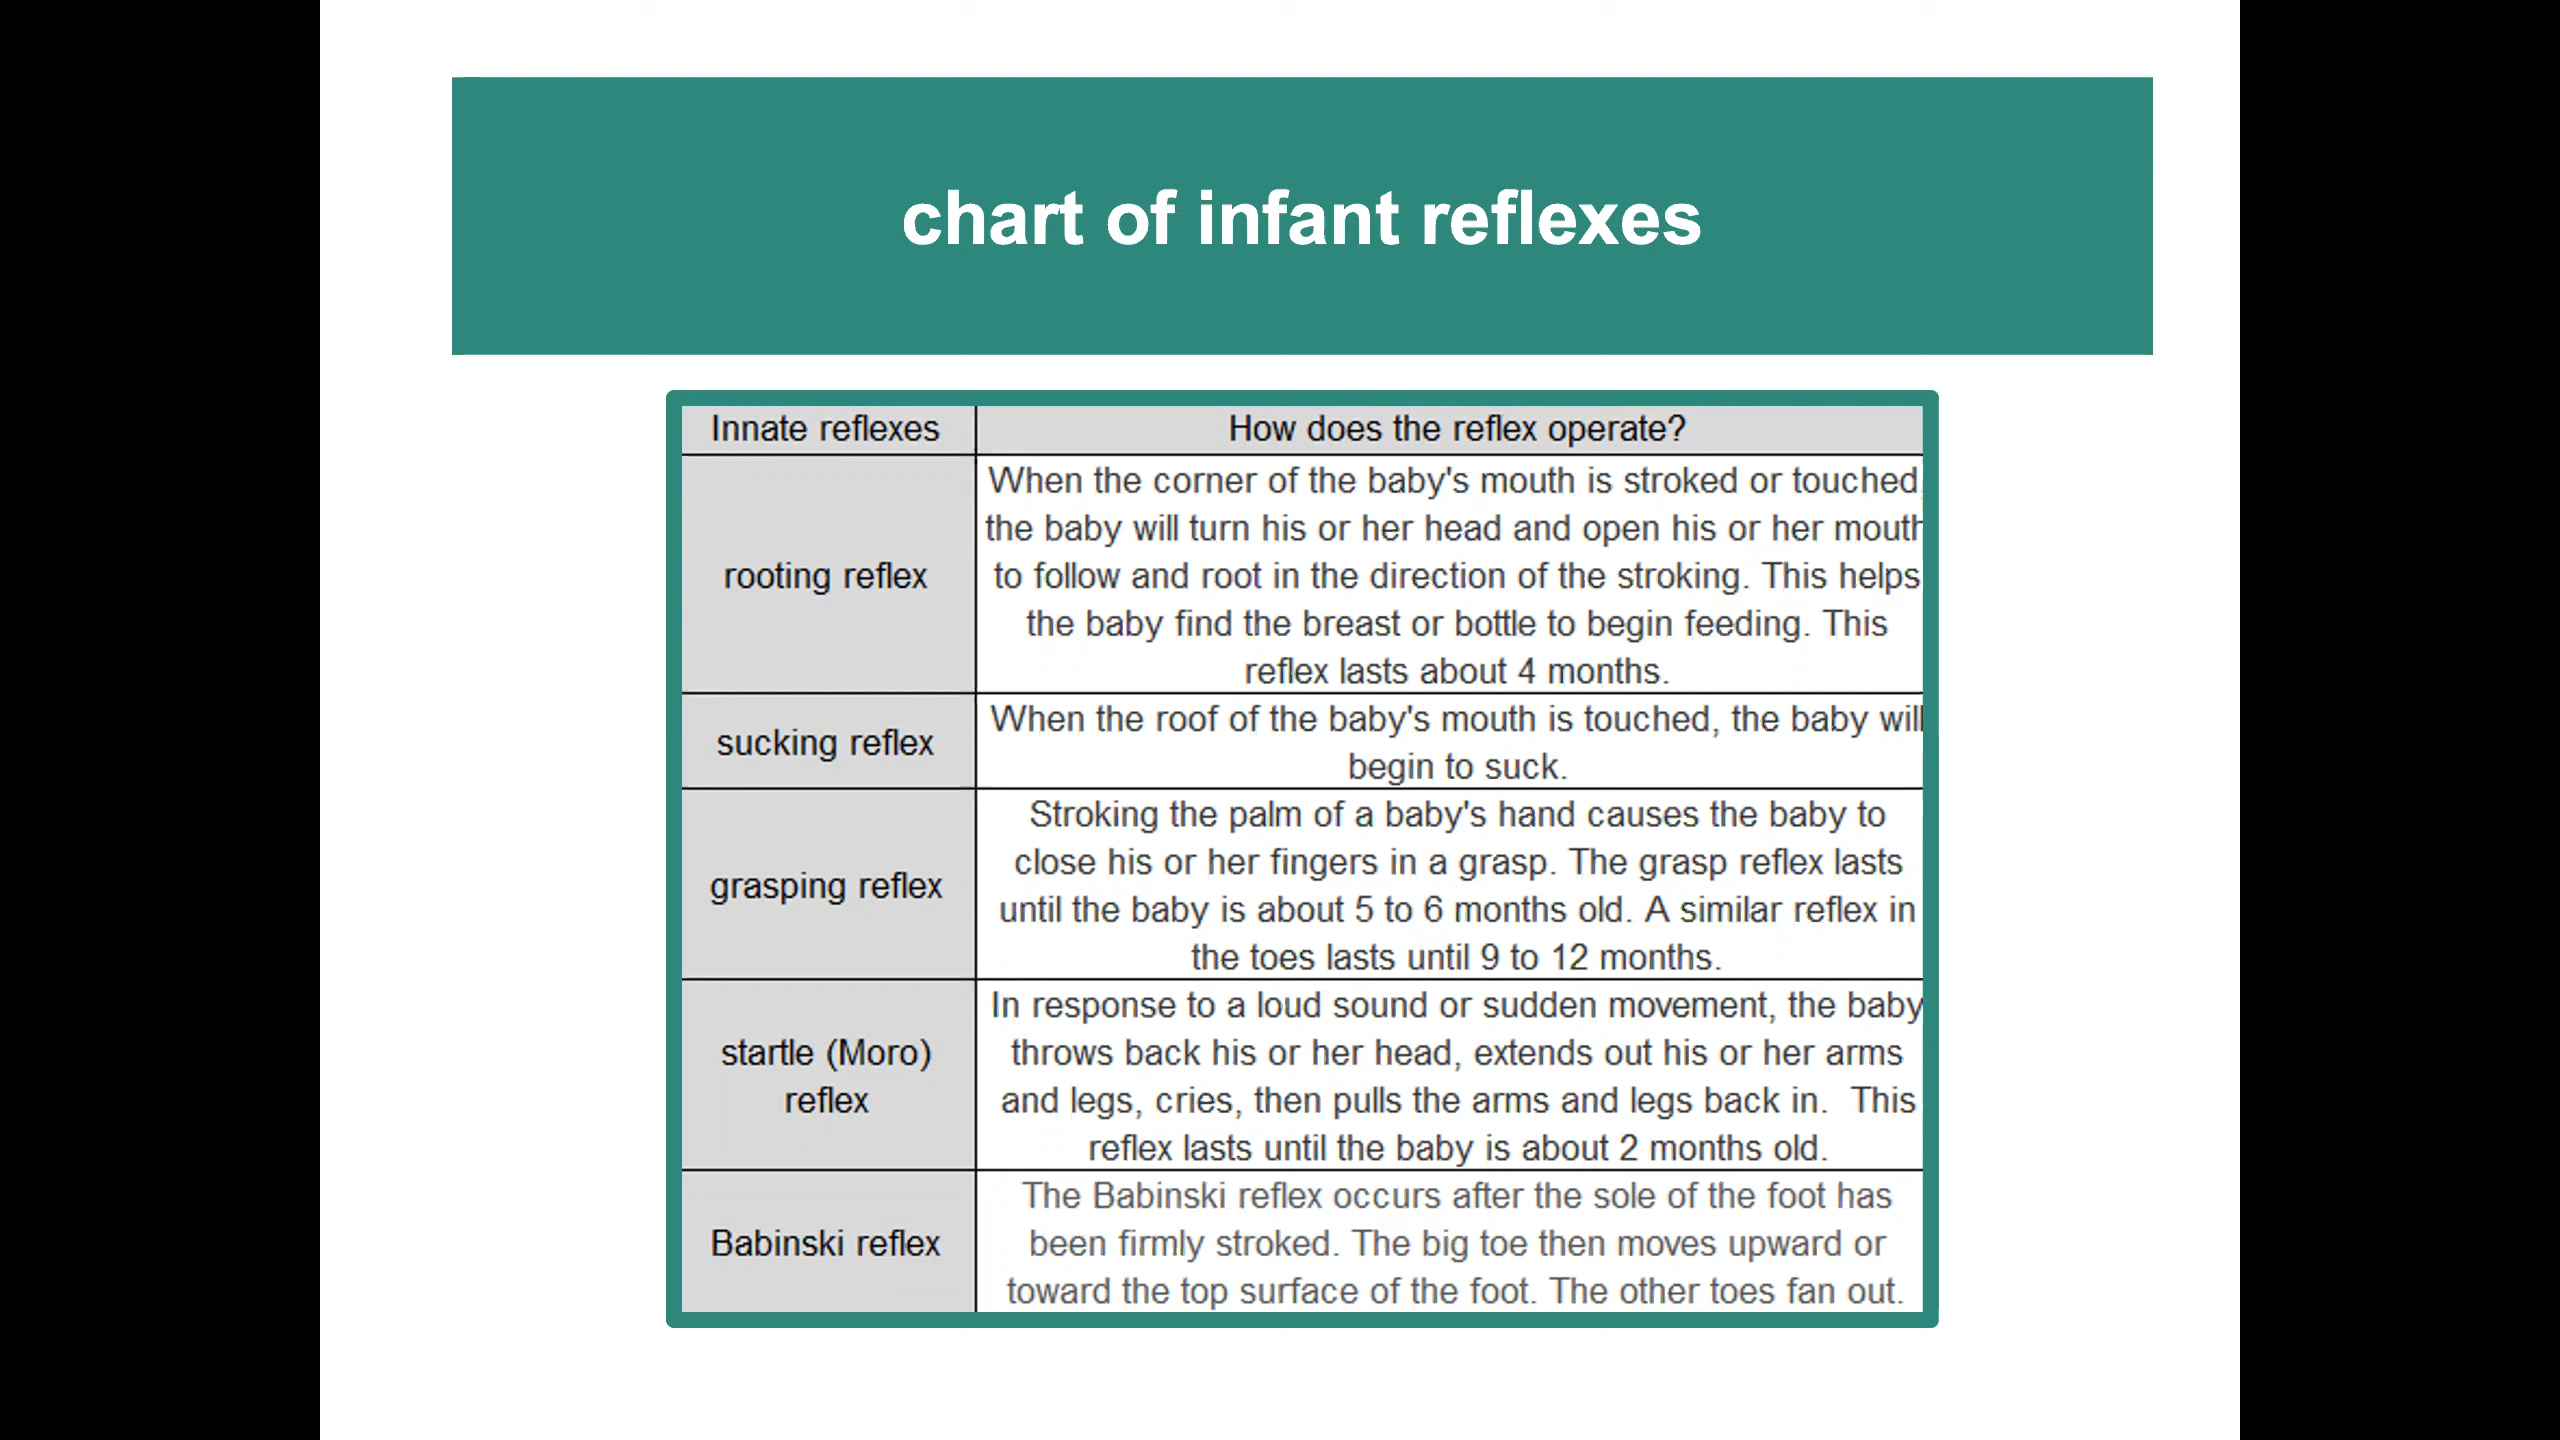 chart of infant reflexes
Innate reflexes
How does the reflex operate?
rooting reflex
When the corner of the baby's mouth is stroked or touched,
the baby will turn his or her head and open his or her mouth
to follow and root in the direction of the stroking. This helps
the baby find the breast or bottle to begin feeding. This
reflex lasts about 4 months.
sucking reflex
When the roof of the baby's mouth is touched, the baby will
begin to suck.
grasping reflex
Stroking the palm of a baby's hand causes the baby to
close his or her fingers in a grasp. The grasp reflex lasts
until the baby is about 5 to 6 months old. A similar reflex in
the toes lasts until 9 to 12 months.
startle (Moro)
reflex
In response to a loud sound or sudden movement, the baby
throws back his or her head, extends out his or her arms
and legs, cries, then pulls the arms and legs back in.  This
reflex lasts until the baby is about 2 months old.
Babinski reflex
The Babinski reflex occurs after the sole of the foot has
been firmly stroked. The big toe then moves upward or
toward the top surface of the foot. The other toes fan out.